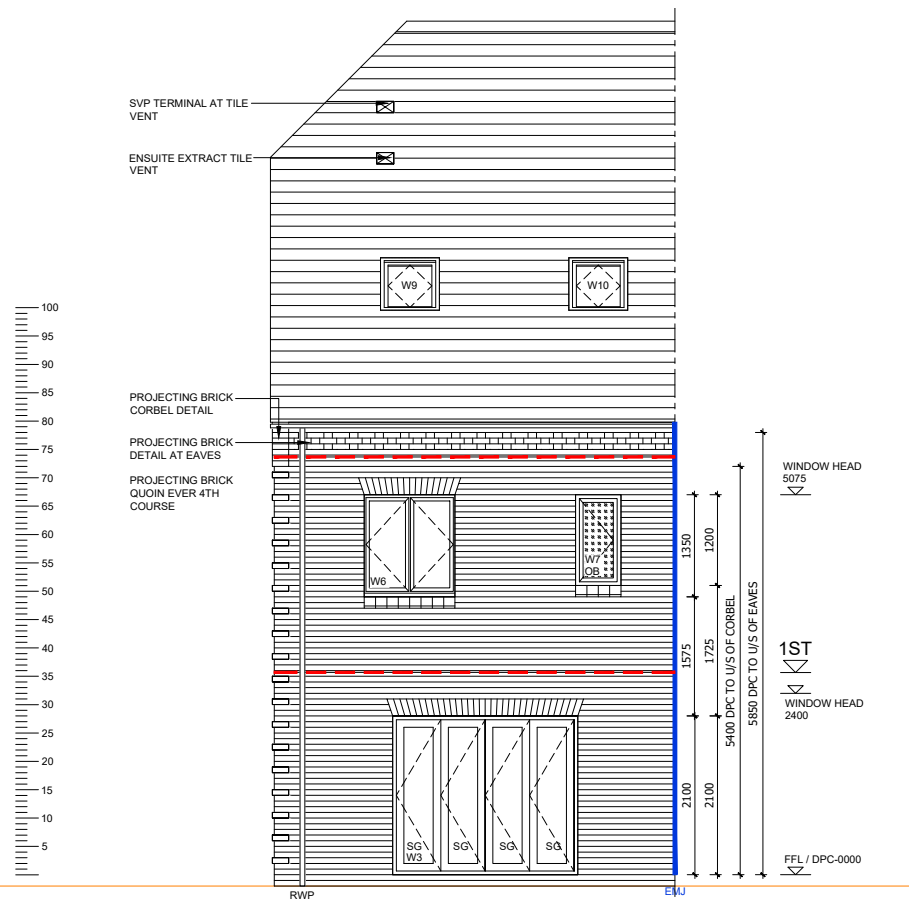 SVP TERMINAL AT TILE
VENT
ENSUITE EXTRACT TILE
VENT
W9
W10
100
95
90
85
80
75
70
65
60
55
50
45
40
35
30
25
20
15
10
5
PROJECTING BRICK
CORBEL DETAIL
PROJECTING BRICK
DETAIL AT EAVES
PROJECTING BRICK
QUOIN EVER 4TH
COURSE
W6
W7
OB
1350
1200
1575
1725
2100
2100
5400 DPC TO U/S OF CORBEL
5850 DPC TO U/S OF EAVES
WINDOW HEAD
5075
1ST
WINDOW HEAD
2400
SG
W3
SG
SG
SG
FFL / DPC-0000
RWP
EMJ